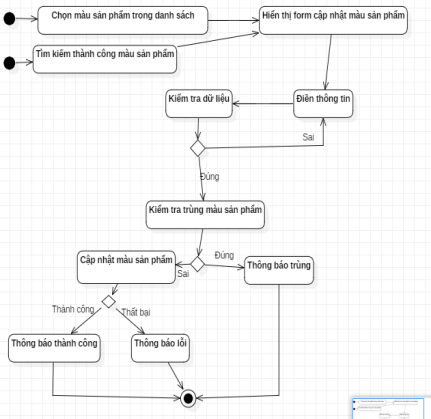 Chọn màu sản phẩm trong danh sách
Hiển thị form cập nhật màu sản phẩm
Tìm kiếm thành công màu sản phẩm
Kiểm tra dữ liệu
Điền thông tin
Sai
Đúng
Kiểm tra trùng màu sản phẩm
Cập nhật màu sản phẩm
Đúng
Sai
Thông báo trùng
Thành công
Thất bại
Thông báo thành công
Thông báo lỗi